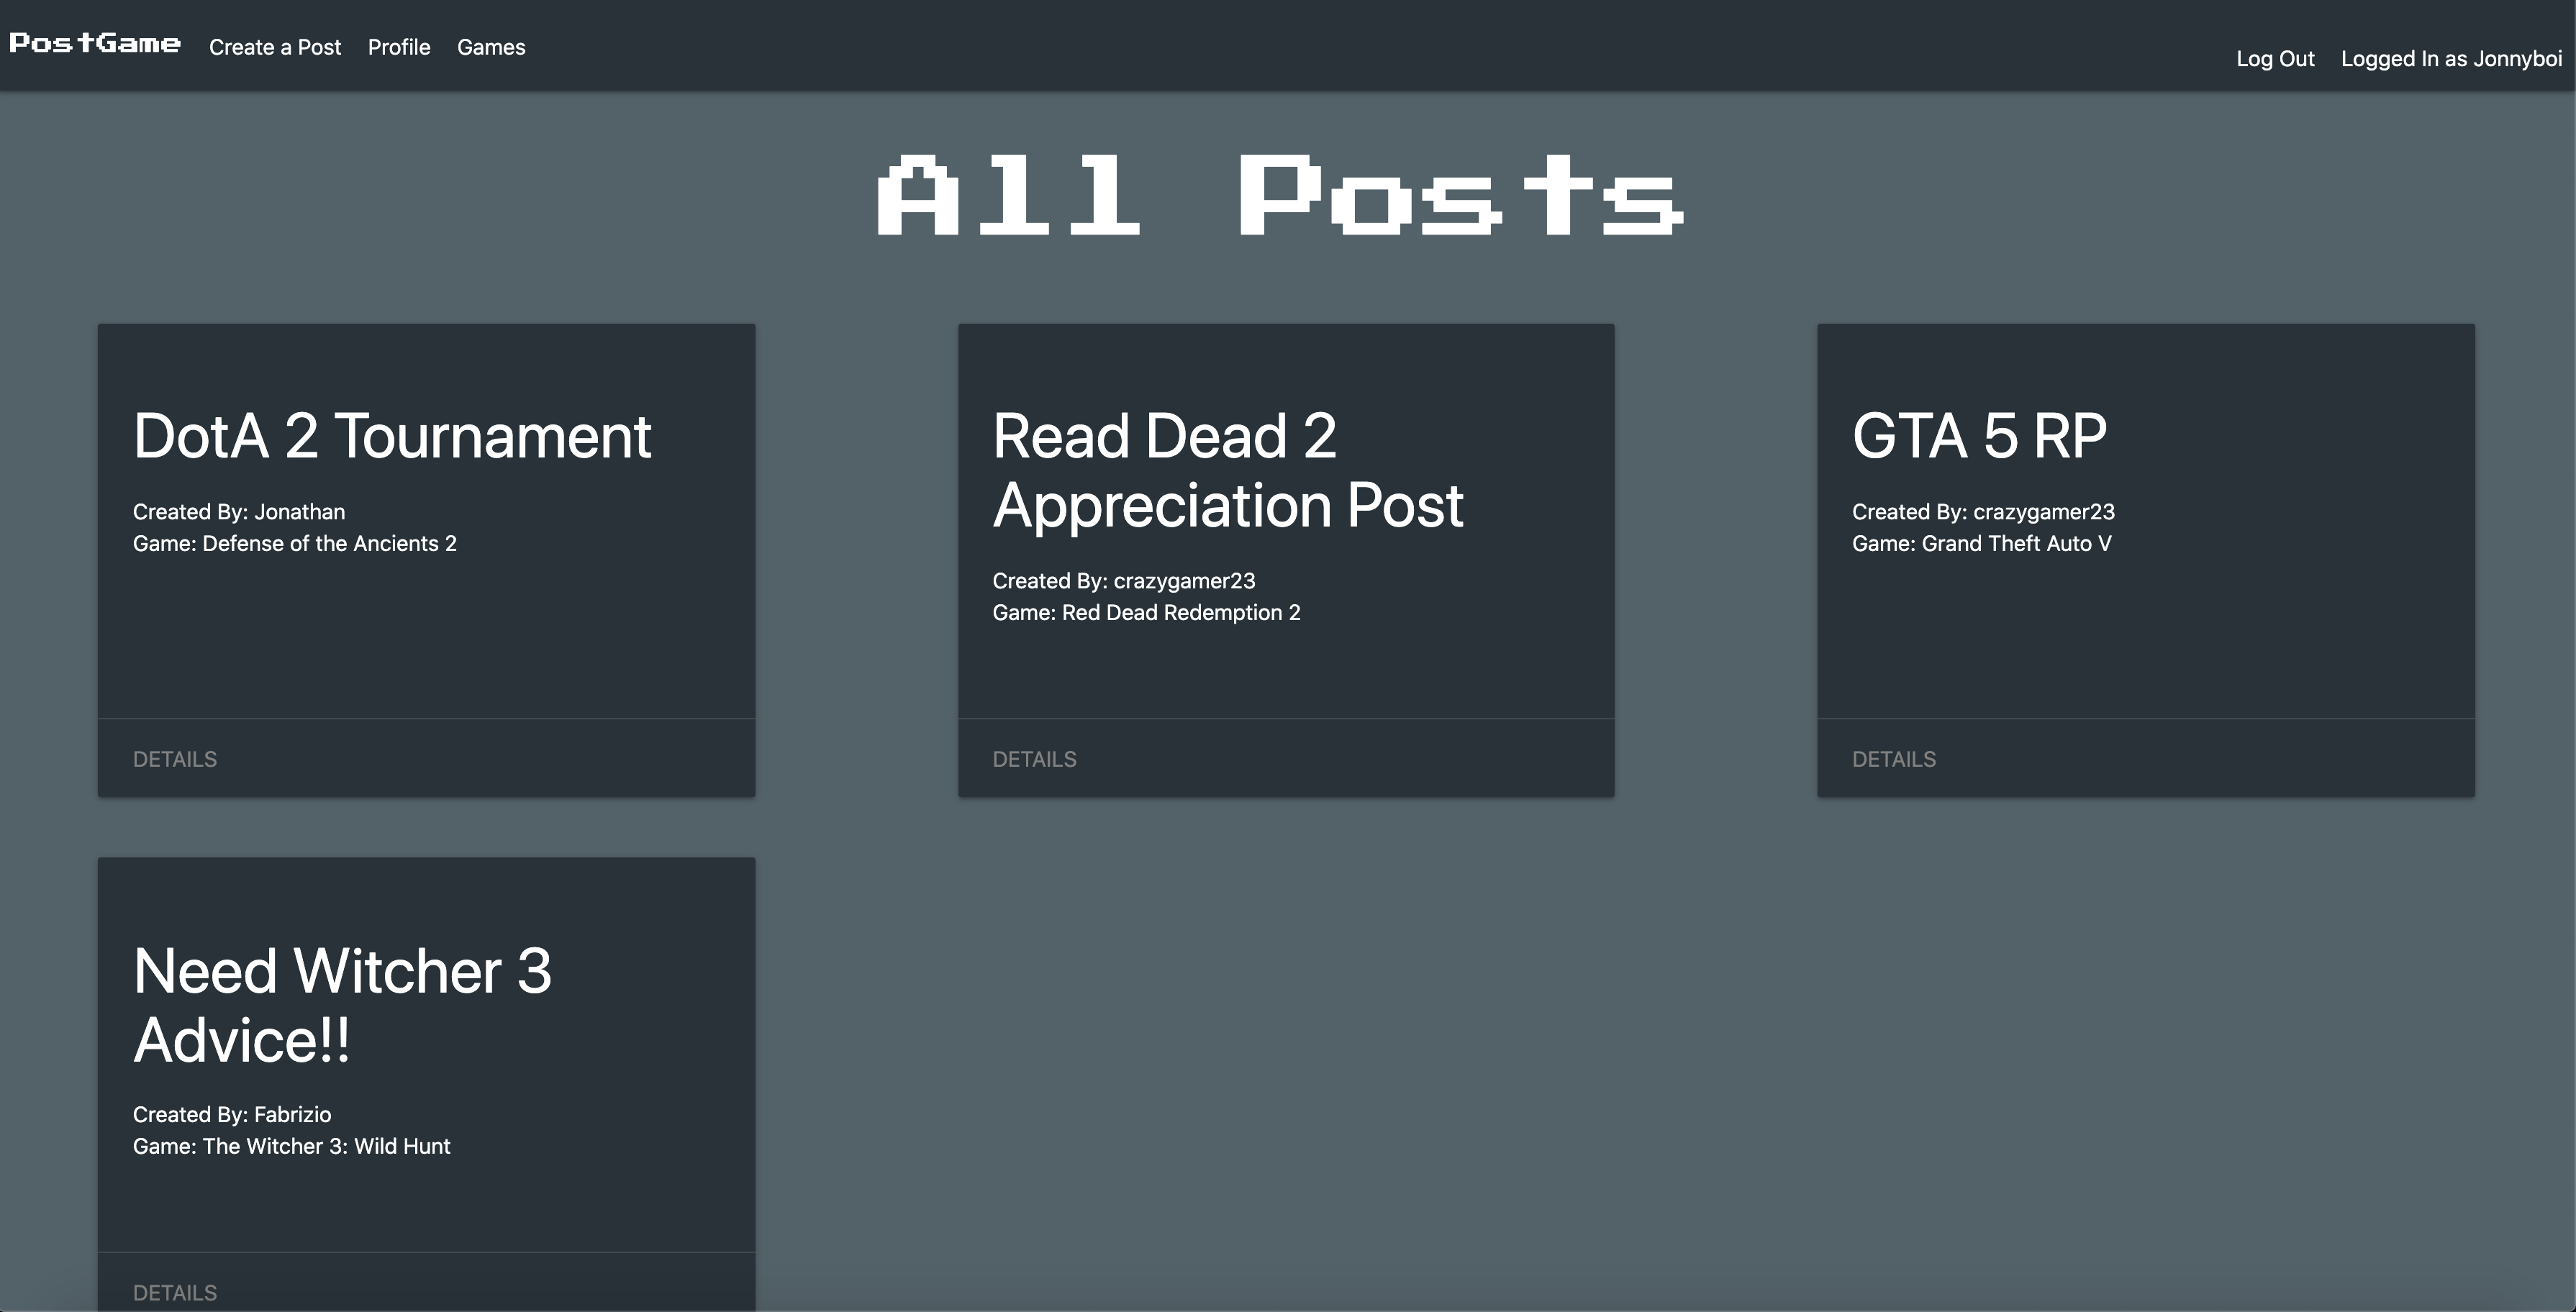 PostGame Create a Post Profile Games
Log Out Logged In as Jonnyboi
All Posts
DotA 2 Tournament
Created By: Jonathan
Game: Defense of the Ancients 2
DETAILS
Read Dead 2
Appreciation Post
Created By: crazygamer23
Game: Red Dead Redemption 2
DETAILS
GTA 5 RP
Created By: crazygamer23
Game: Grand Theft Auto V
DETAILS
Need Witcher 3
Advice!!
Created By: Fabrizio
Game: The Witcher 3: Wild Hunt
DETAILS